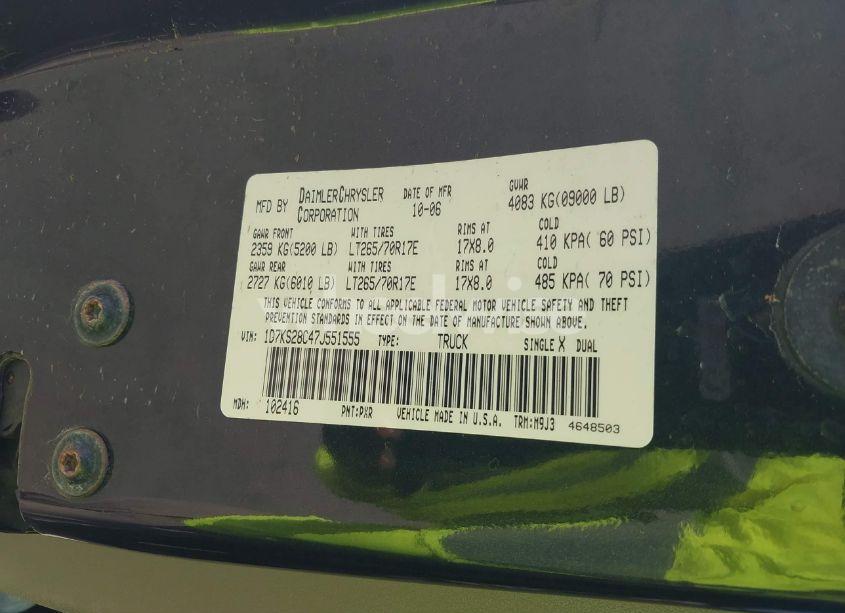 MFD BY DAIMLERCHRYSLER CORPORATION DATE OF MFR 10-06 GVWR 4083 KG(09000 LB)
GAWR FRONT WITH TIRES RIMS AT COLD
2359 KG(5200 LB) LT265/70R17E 17X8.0 410 KPA( 60 PSI)
GAWR REAR WITH TIRES RIMS AT COLD
2727 KG(6010 LB) LT265/70R17E 17X8.0 485 KPA( 70 PSI)
THIS VEHICLE CONFORMS TO ALL APPLICABLE FEDERAL MOTOR VEHICLE SAFETY AND THEFT
PREVENTION STANDARDS IN EFFECT ON THE DATE OF MANUFACTURE SHOWN ABOVE.
VIN: 1D7KS28C47J551555 TYPE: TRUCK SINGLE X DUAL
MDH: 102416 PNT:PXR VEHICLE MADE IN U.S.A. TRM:M9J3 4648503